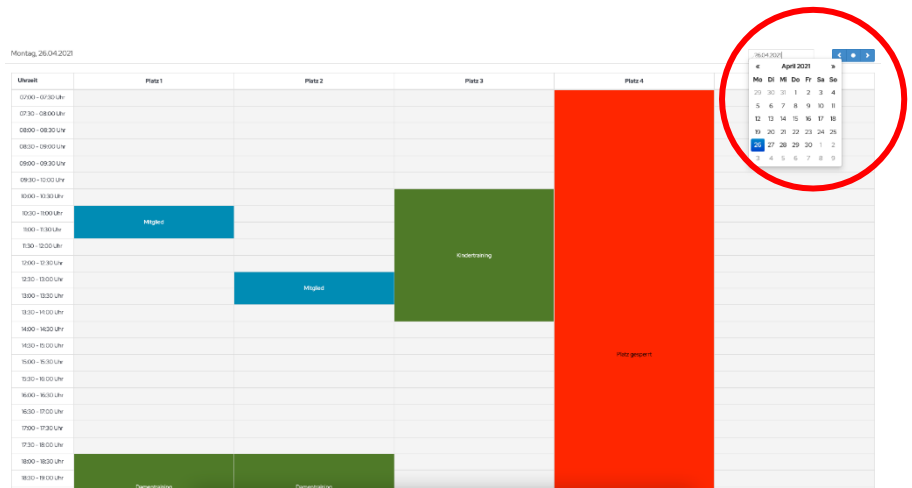 Montag, 26.04.2021
26.04.2021
« April 2021 »
Mo Di Mi Do Fr Sa So
29 30 31 1 2 3 4
5 6 7 8 9 10 11
12 13 14 15 16 17 18
19 20 21 22 23 24 25
26 27 28 29 30 1 2
3 4 5 6 7 8 9
Uhrzeit Platz 1 Platz 2 Platz 3 Platz 4
07:00 - 07:30 Uhr
07:30 - 08:00 Uhr
08:00 - 08:30 Uhr
08:30 - 09:00 Uhr
09:00 - 09:30 Uhr
09:30 - 10:00 Uhr
10:00 - 10:30 Uhr
10:30 - 11:00 Uhr
Mitglied
11:00 - 11:30 Uhr
11:30 - 12:00 Uhr
Kindertraining
12:00 - 12:30 Uhr
12:30 - 13:00 Uhr
Mitglied
13:00 - 13:30 Uhr
13:30 - 14:00 Uhr
14:00 - 14:30 Uhr
14:30 - 15:00 Uhr
Platz gesperrt
15:00 - 15:30 Uhr
15:30 - 16:00 Uhr
16:00 - 16:30 Uhr
16:30 - 17:00 Uhr
17:00 - 17:30 Uhr
17:30 - 18:00 Uhr
18:00 - 18:30 Uhr
18:30 - 19:00 Uhr
Damentraining Damentraining